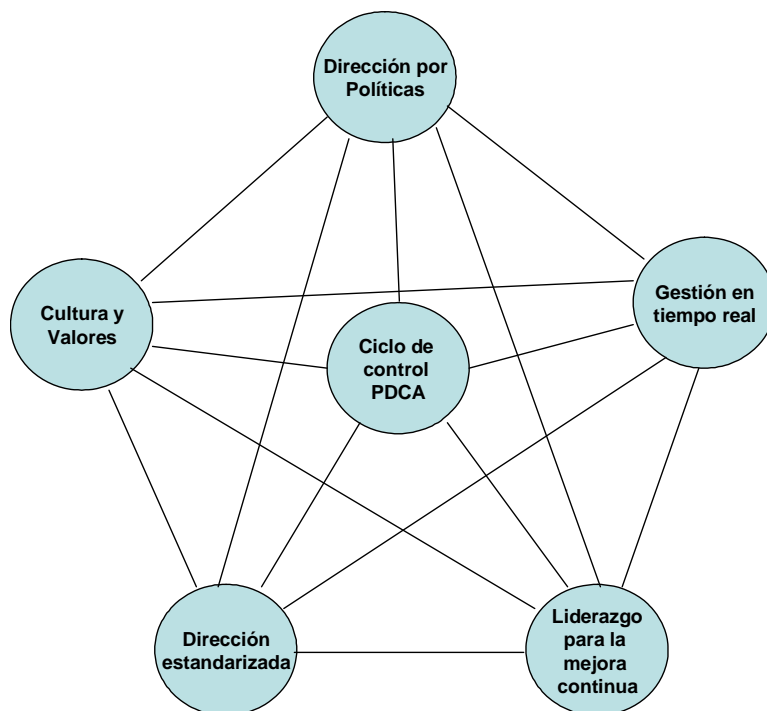 Dirección por
Políticas
Cultura y
Valores
Gestión en
tiempo real
Ciclo de
control
PDCA
Dirección
estandarizada
Liderazgo
para la
mejora
continua